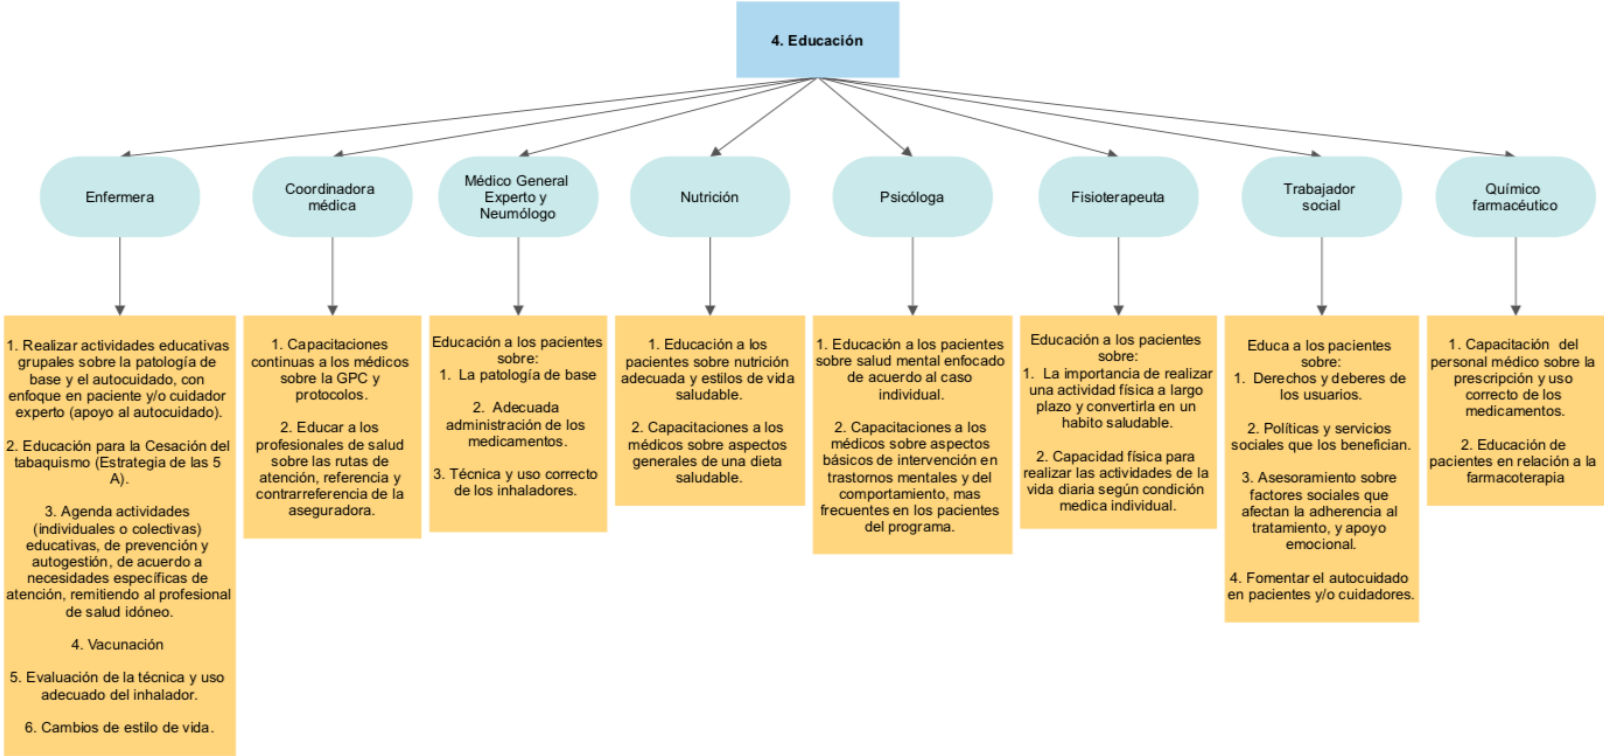 4. Educación
Enfermera
Coordinadora
médica
Médico General
Experto y
Neumólogo
Nutrición
Psicóloga
Fisioterapeuta
Trabajador
social
Químico
farmacéutico
1. Realizar actividades educativas
grupales sobre la patología de
base y el autocuidado, con
enfoque en paciente y/o cuidador
experto (apoyo al autocuidado).
2. Educación para la Cesación del
tabaquismo (Estrategia de las 5
A).
3. Agenda actividades
(individuales o colectivas)
educativas, de prevención y
autogestión, de acuerdo a
necesidades específicas de
atención, remitiendo al profesional
de salud idóneo.
4. Vacunación
5. Evaluación de la técnica y uso
adecuado del inhalador.
6. Cambios de estilo de vida.
1. Capacitaciones
continuas a los médicos
sobre la GPC y
protocolos.
2. Educar a los
profesionales de salud
sobre las rutas de
atención, referencia y
contrarreferencia de la
aseguradora.
Educación a los pacientes
sobre:
1. La patología de base
2. Adecuada
administración de los
medicamentos.
3. Técnica y uso correcto
de los inhaladores.
1. Educación a los
pacientes sobre nutrición
adecuada y estilos de vida
saludable.
2. Capacitaciones a los
médicos sobre aspectos
generales de una dieta
saludable.
1. Educación a los pacientes
sobre salud mental enfocado
de acuerdo al caso
individual.
2. Capacitaciones a los
médicos sobre aspectos
básicos de intervención en
trastornos mentales y del
comportamiento, mas
frecuentes en los pacientes
del programa.
Educación a los pacientes
sobre:
1. La importancia de realizar
una actividad física a largo
plazo y convertirla en un
habito saludable.
2. Capacidad física para
realizar las actividades de la
vida diaria según condición
medica individual.
Educa a los pacientes
sobre:
1. Derechos y deberes de
los usuarios.
2. Políticas y servicios
sociales que los benefician.
3. Asesoramiento sobre
factores sociales que
afectan la adherencia al
tratamiento, y apoyo
emocional.
4. Fomentar el autocuidado
en pacientes y/o cuidadores.
1. Capacitación del
personal médico sobre la
prescripción y uso
correcto de los
medicamentos.
2. Educación de
pacientes en relación a la
farmacoterapia